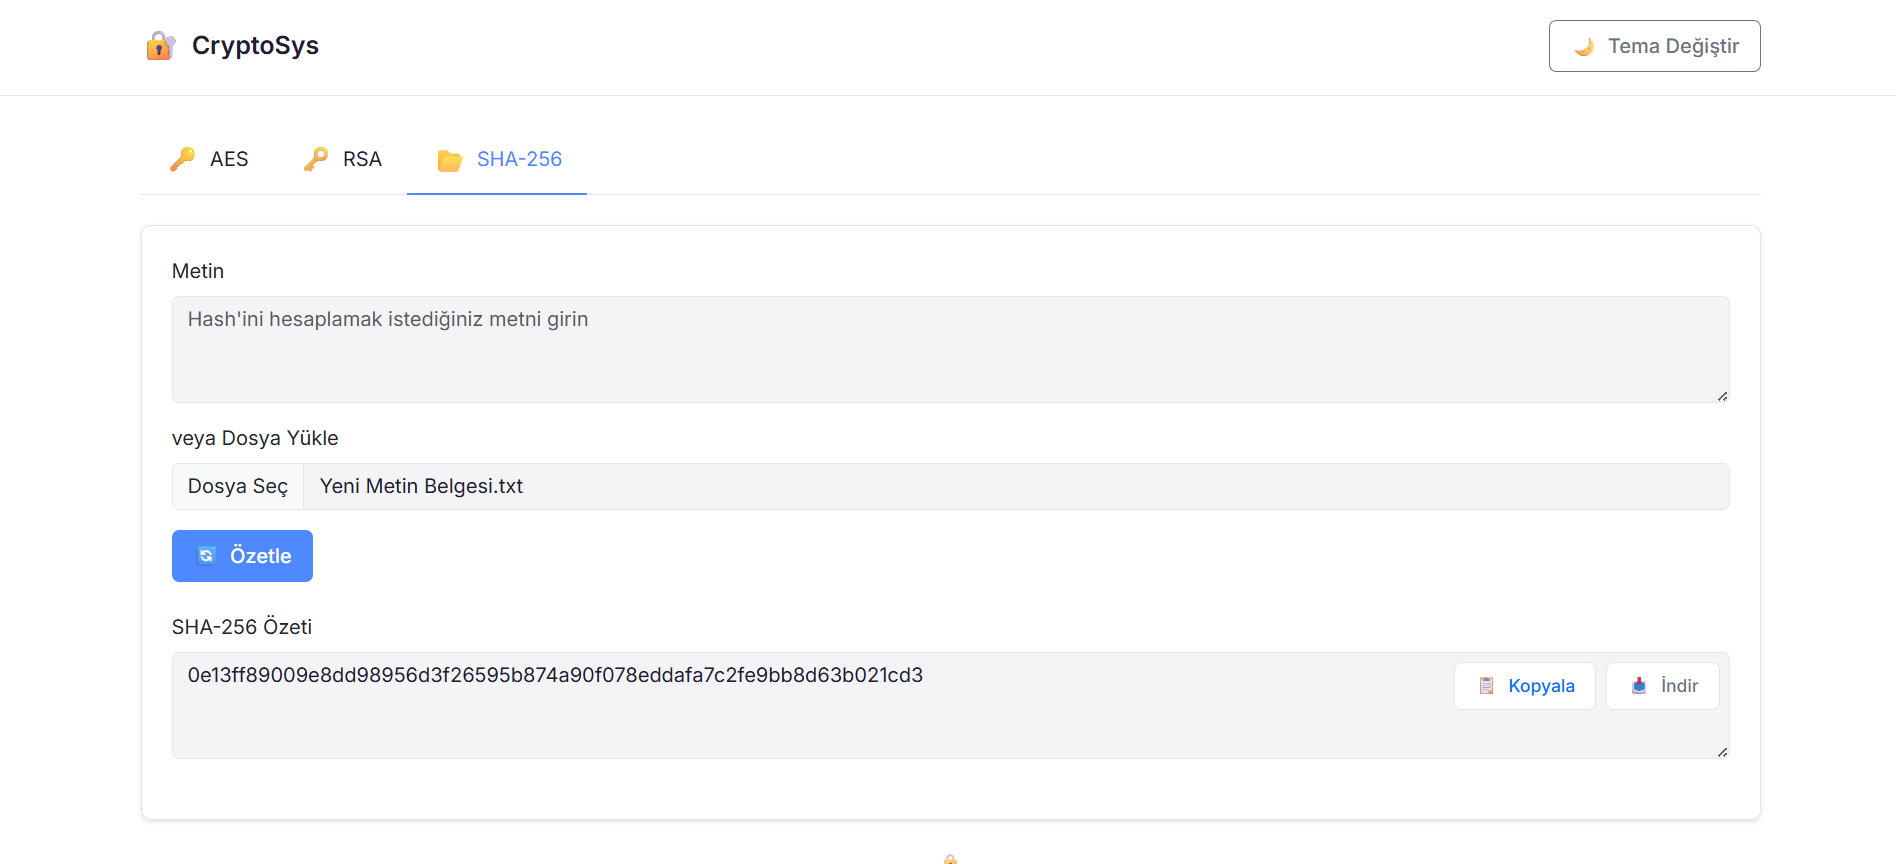 CryptoSys
Tema Değiştir
AES
RSA
SHA-256
Metin
Hash'ini hesaplamak istediğiniz metni girin
veya Dosya Yükle
Dosya Seç
Yeni Metin Belgesi.txt
Özetle
SHA-256 Özeti
0e13ff89009e8dd98956d3f26595b874a90f078eddafa7c2fe9bb8d63b021cd3
Kopyala
İndir